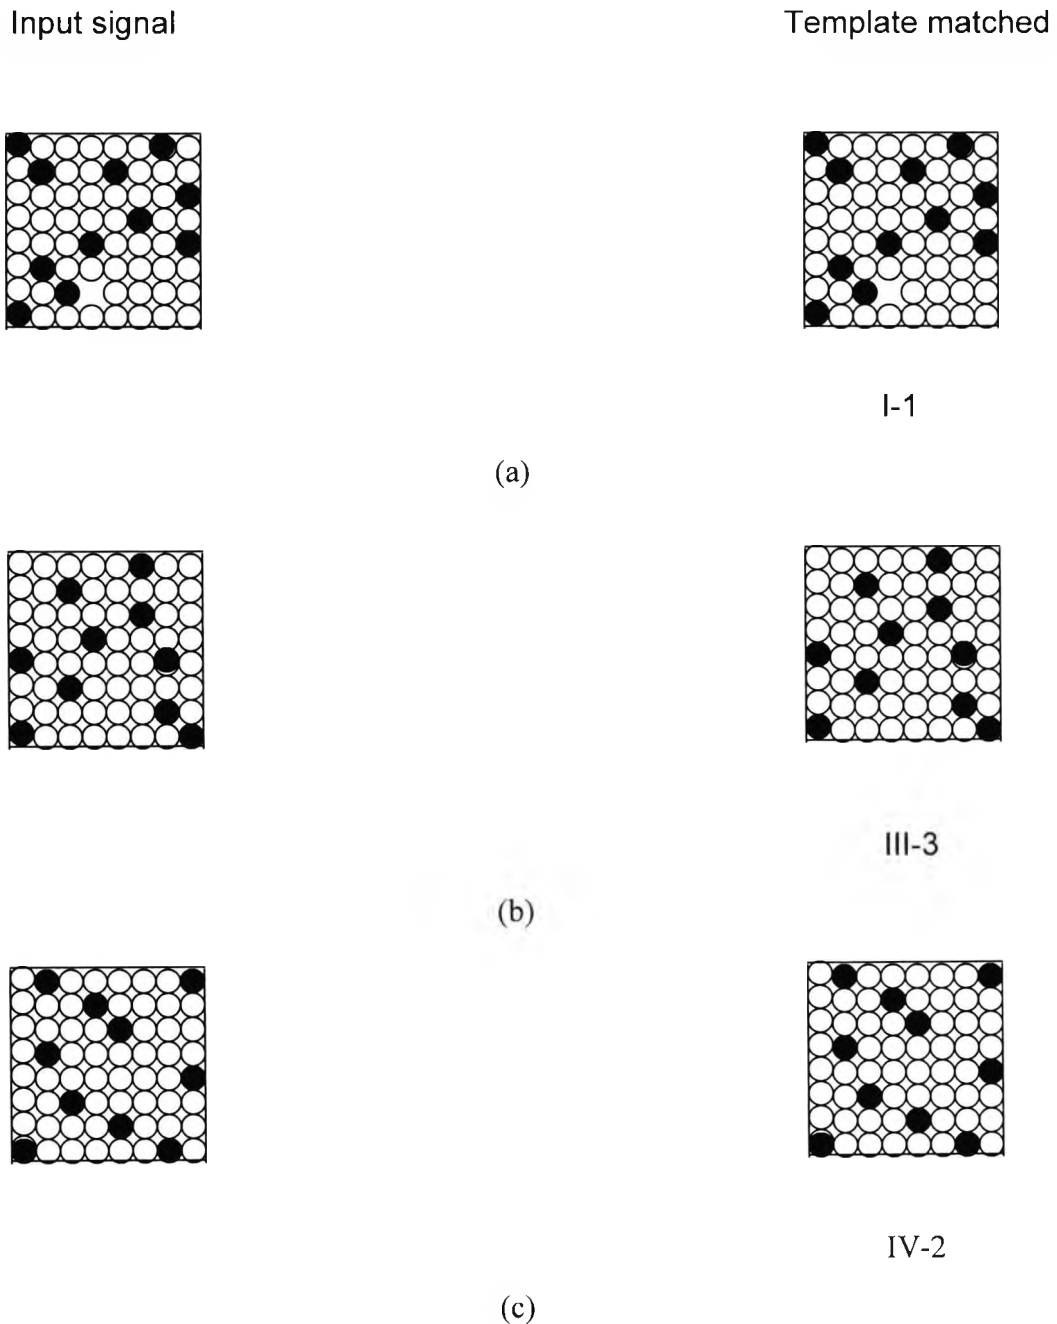 Input signal
Template matched
I-1
(a)
III-3
(b)
IV-2
(c)